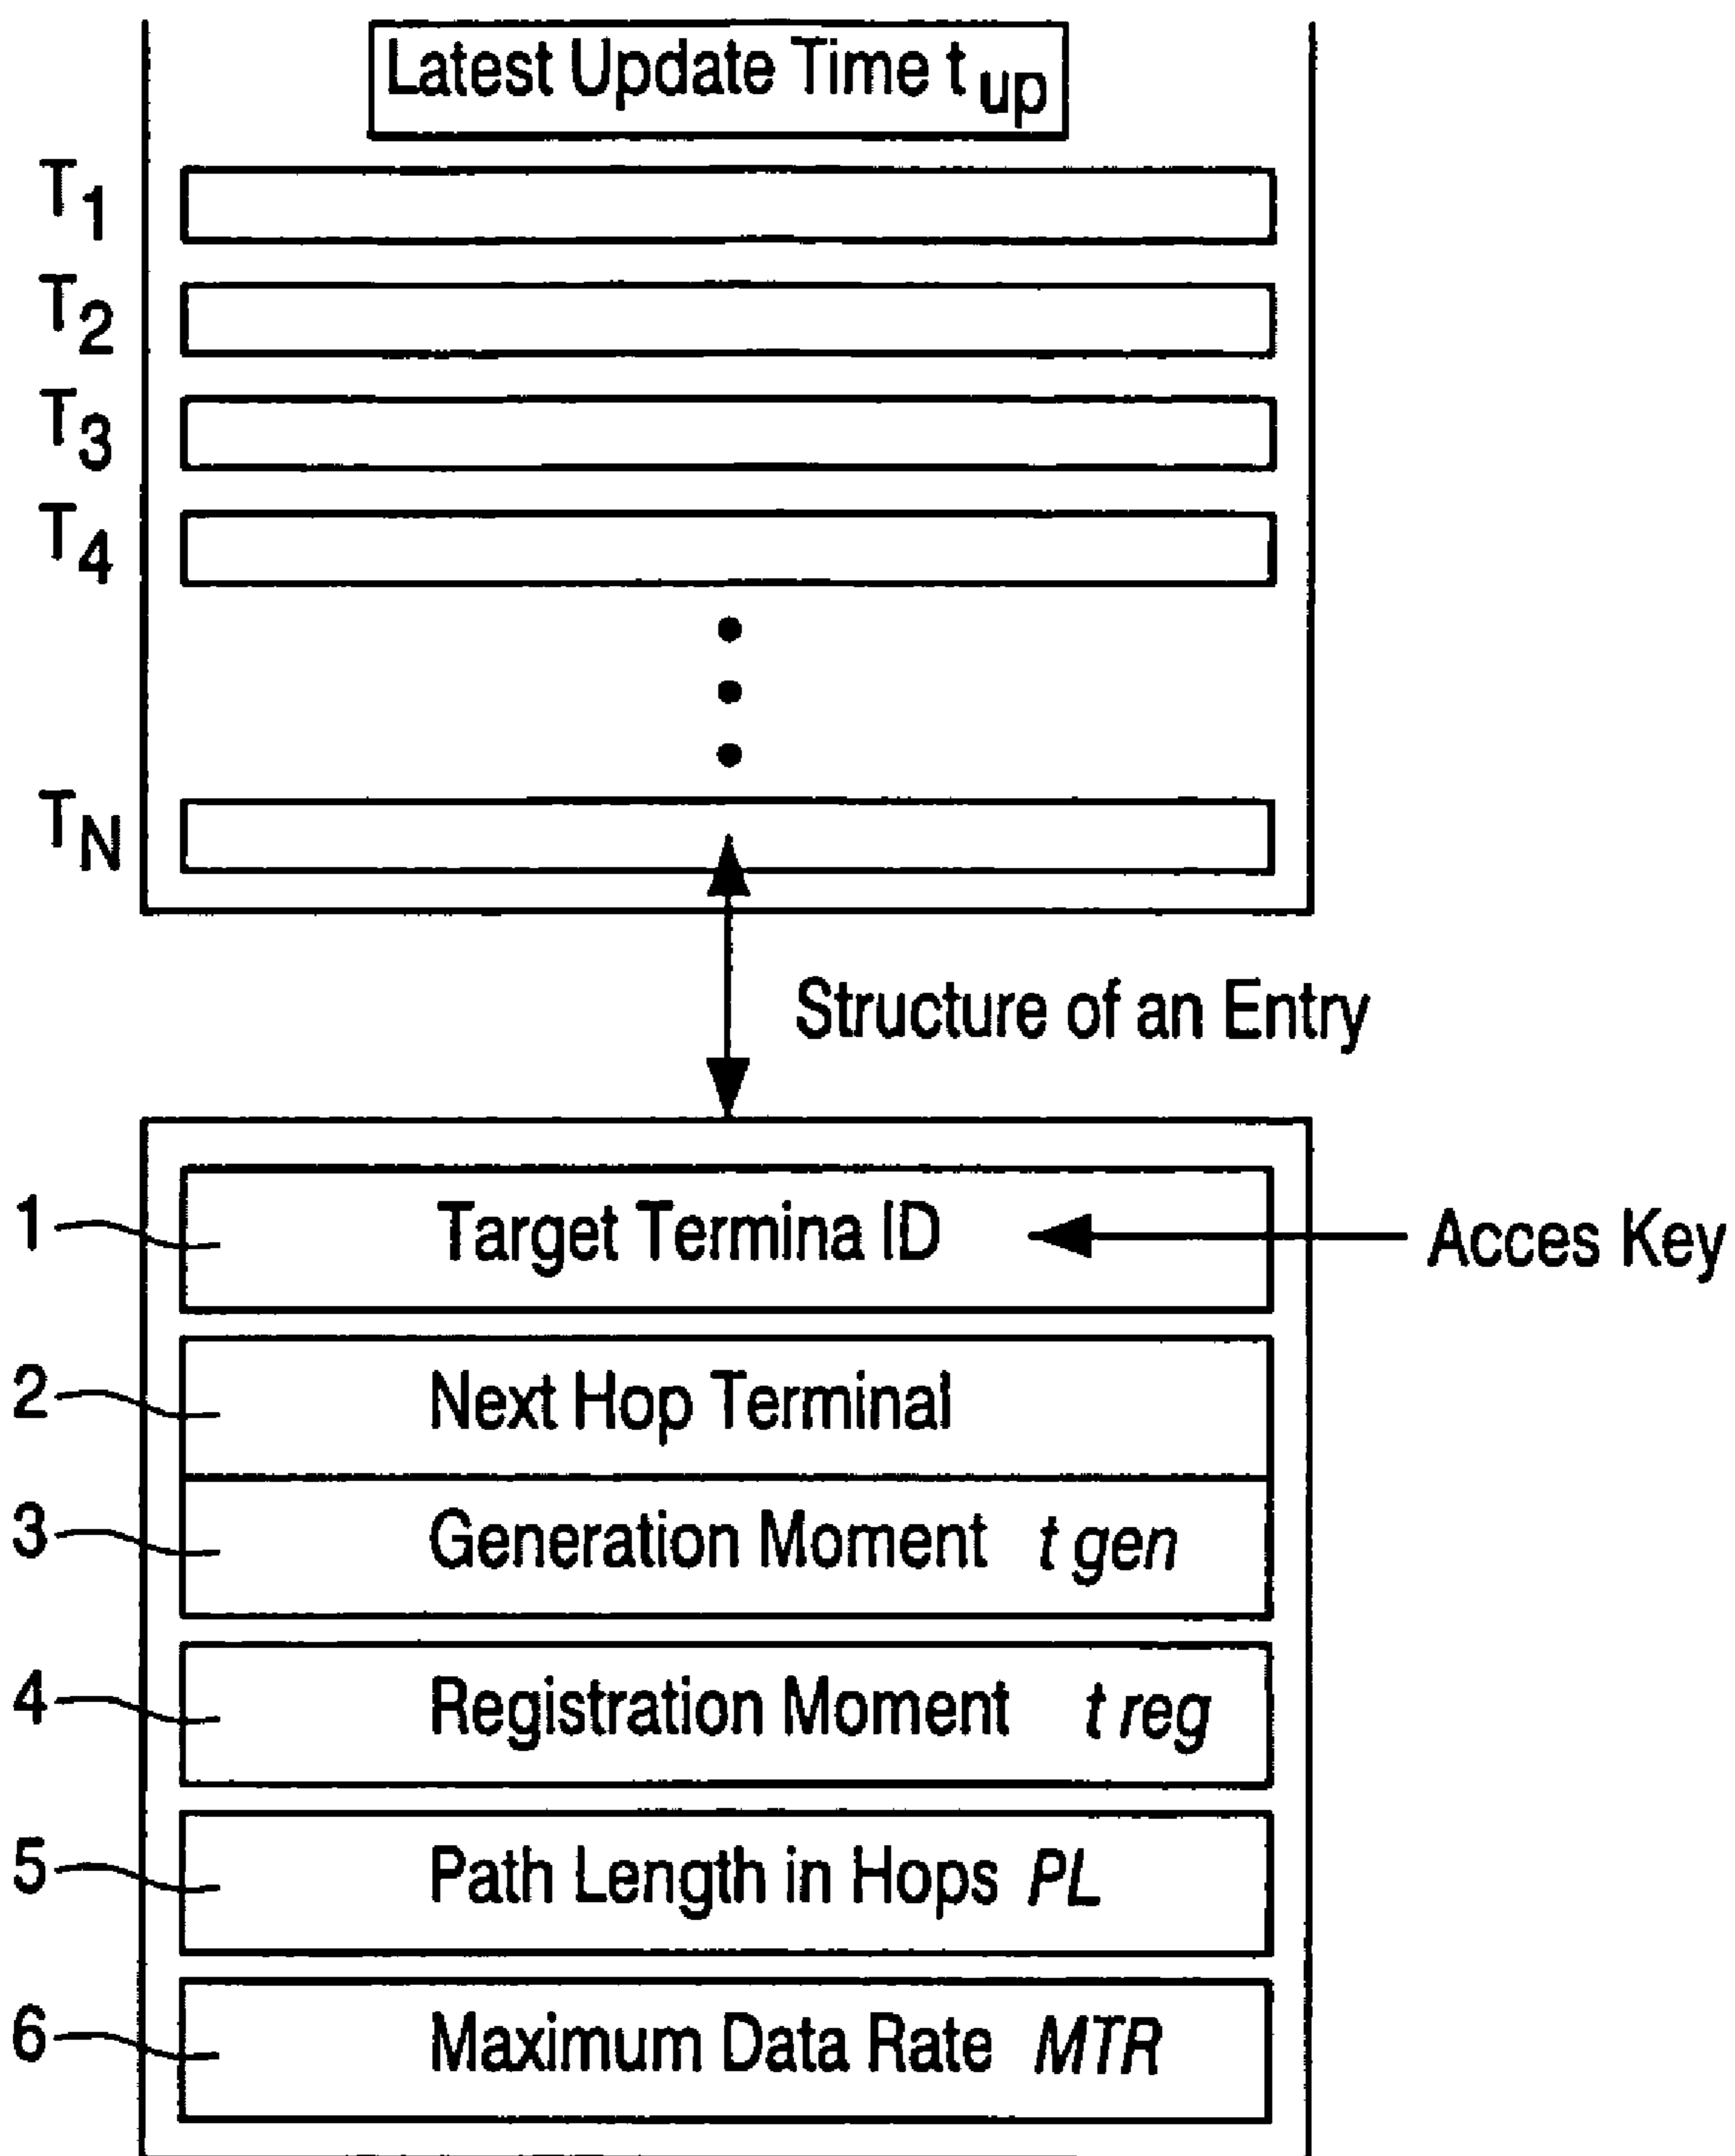 Latest Update Time t up
T1
T2
T3
T4
TN
Structure of an Entry
1 Target Termina ID Acces Key
2 Next Hop Terminal
3 Generation Moment t gen
4 Registration Moment t reg
5 Path Length in Hops PL
6 Maximum Data Rate MTR